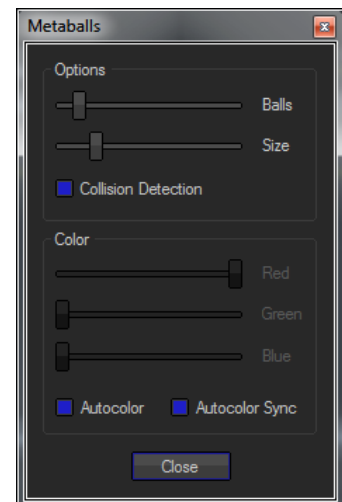 Metaballs
Options
Balls
Size
Collision Detection
Color
Red
Green
Blue
Autocolor Autocolor Sync
Close